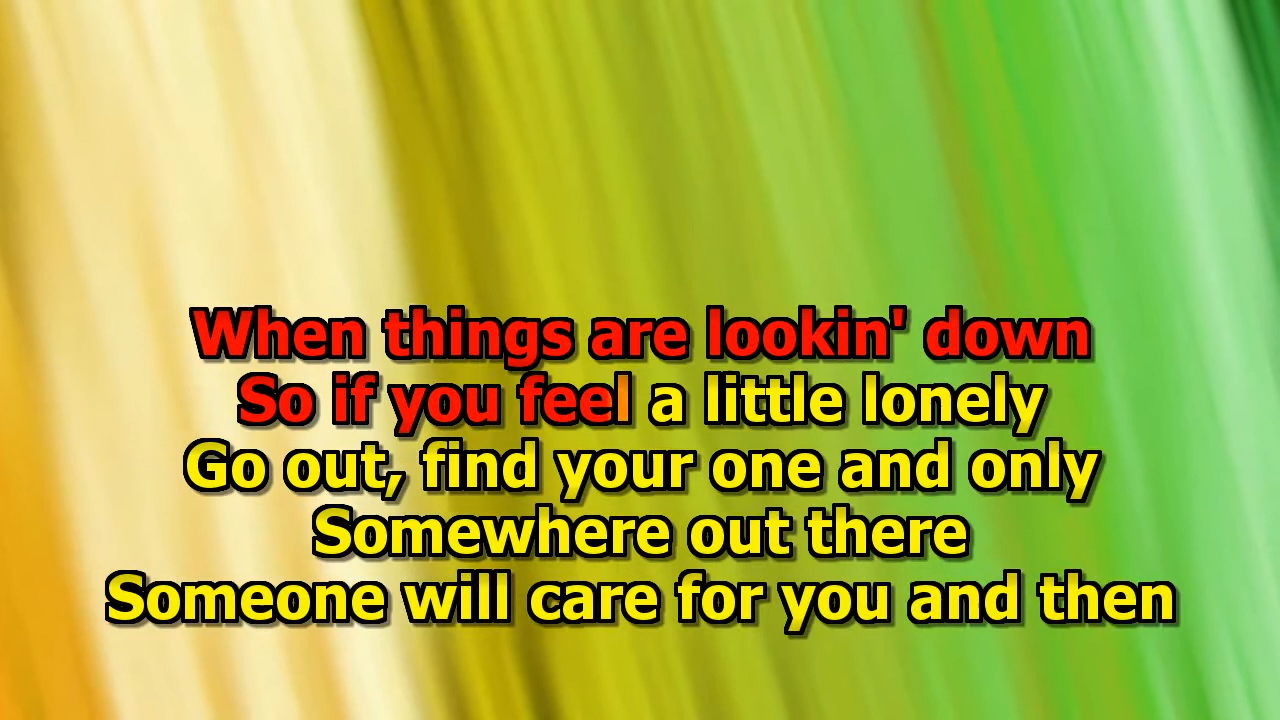 When things are lookin' down
So if you feel a little lonely
Go out, find your one and only
Somewhere out there
Someone will care for you and then